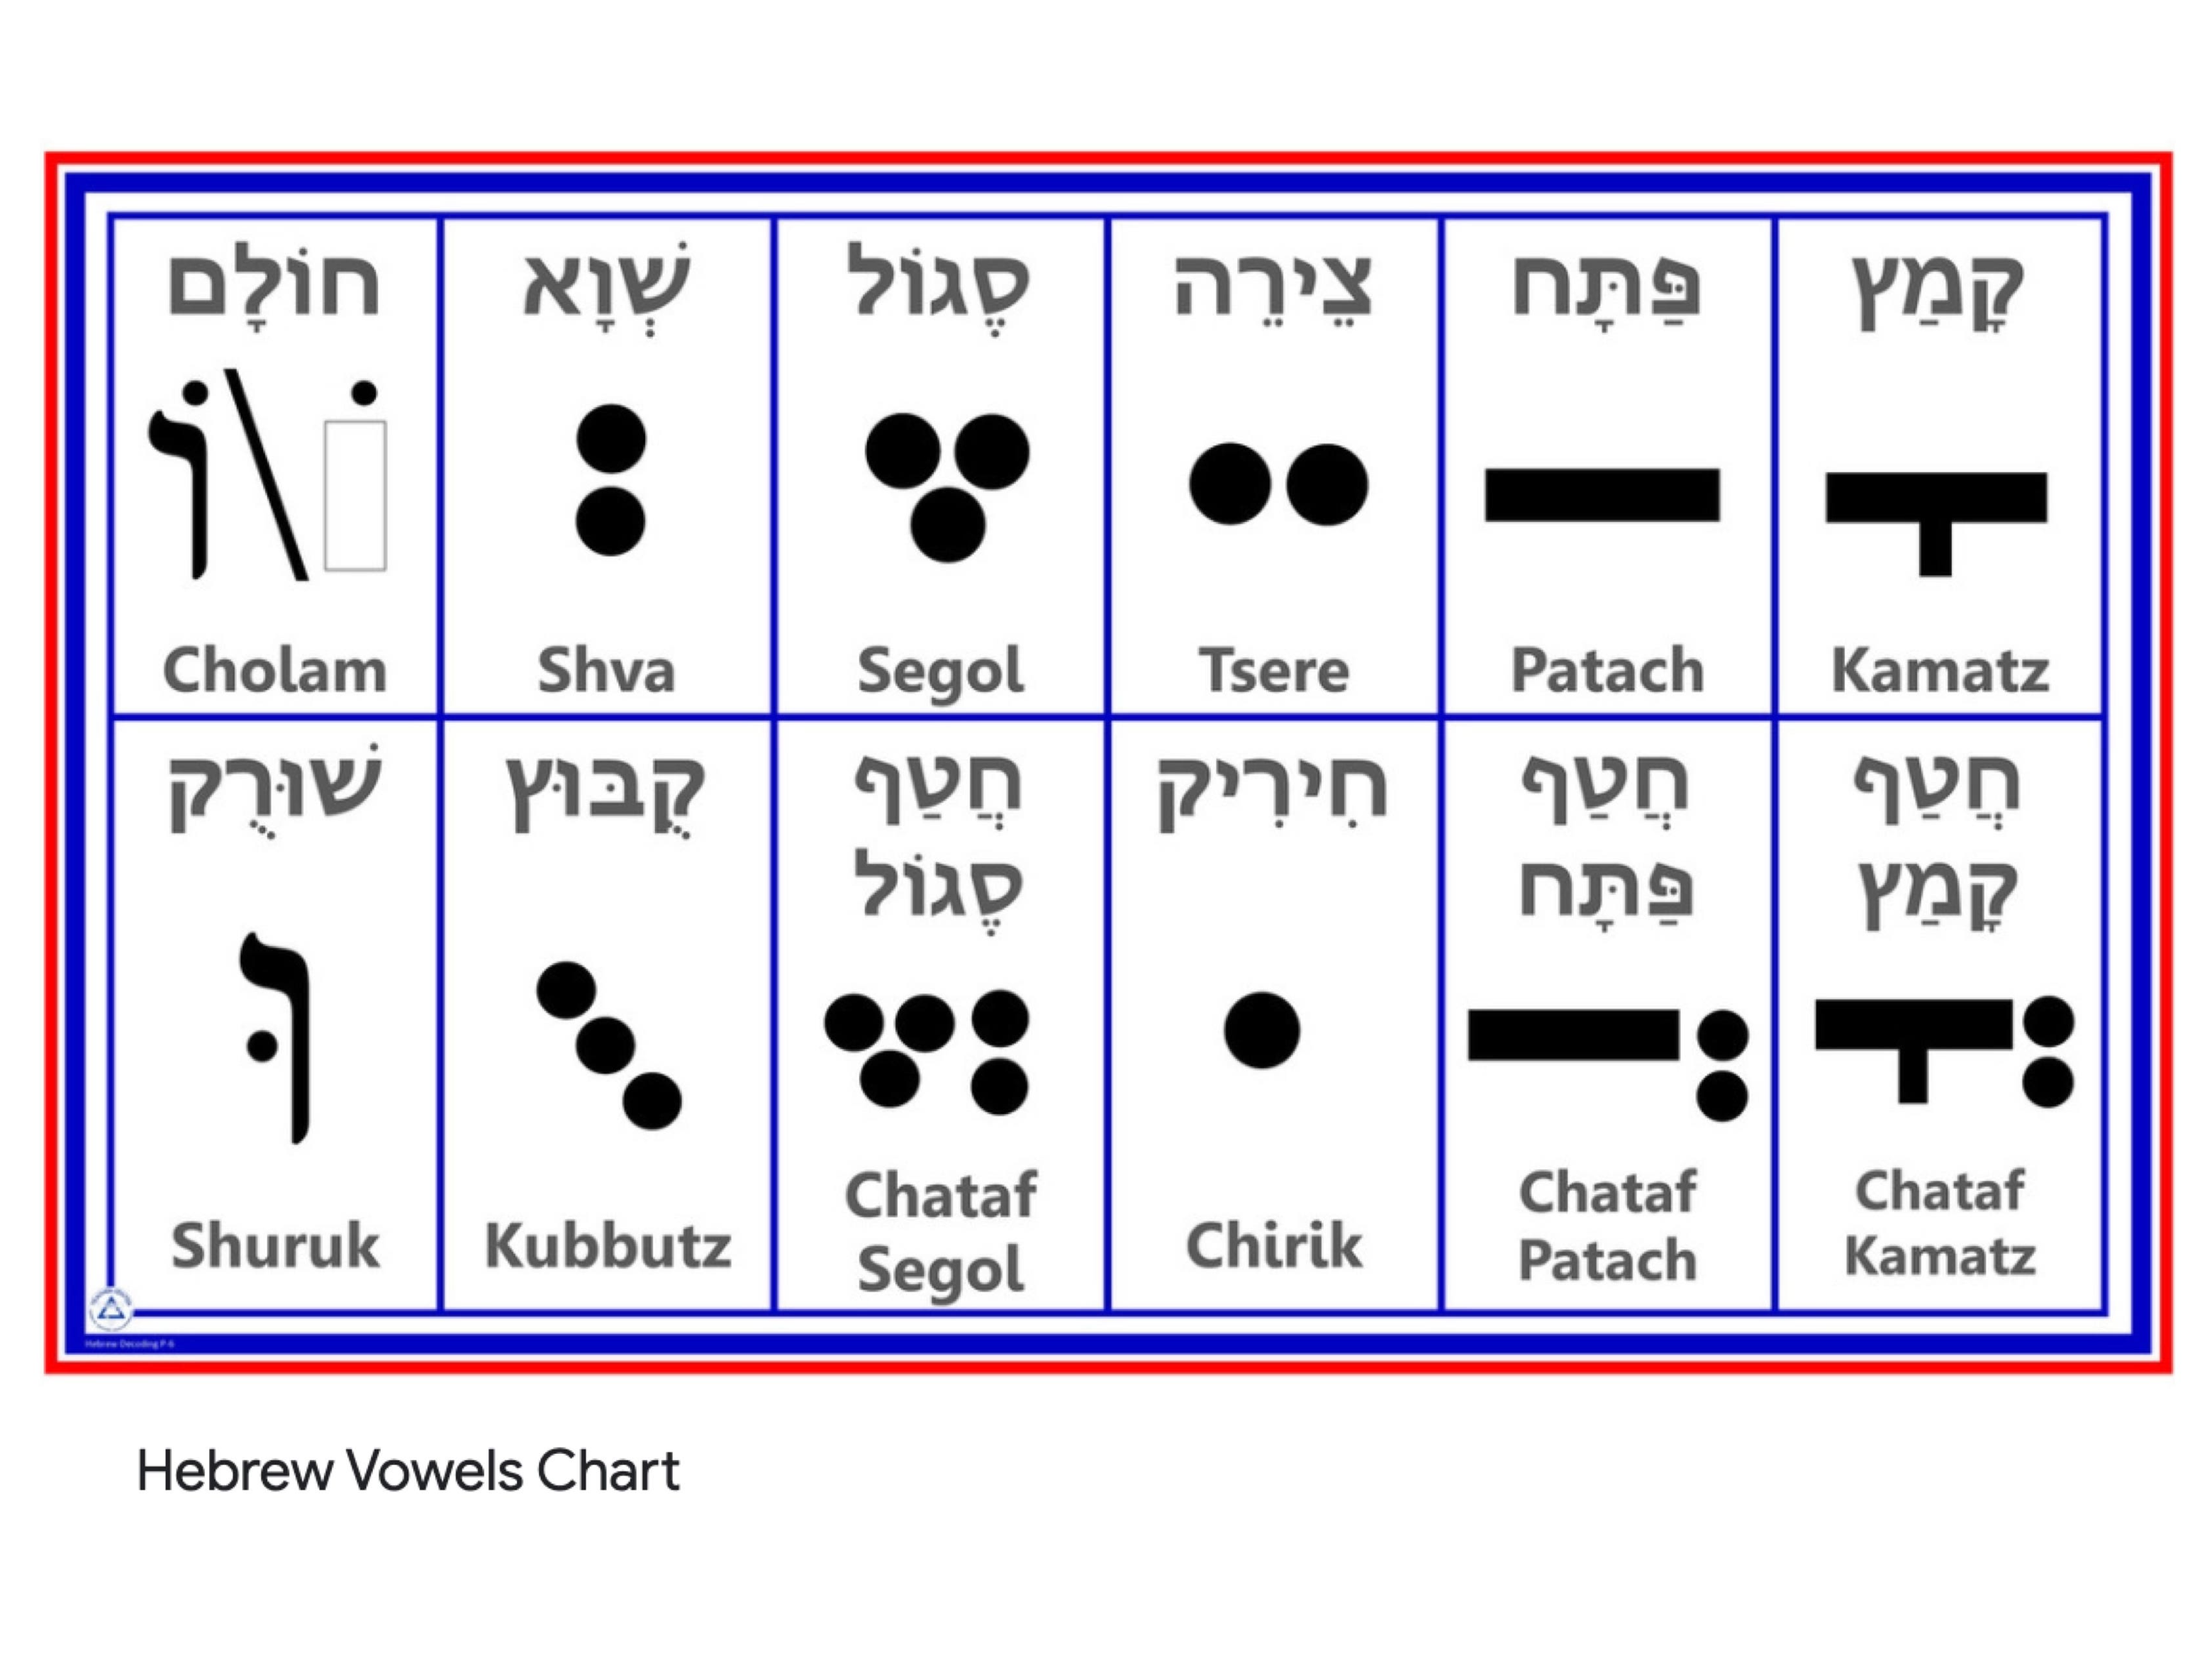 קָמַץ
Kamatz
פַּתָּח
Patach
צֵירֵה
Tsere
סֶגוֹל
Segol
שְׁוָא
Shva
חוֹלָם
וֹ \ ׄ
Cholam
חֲטַף
קָמַץ
Chataf
Kamatz
חֲטַף
פַּתָּח
Chataf
Patach
חִירִיק
Chirik
חֲטַף
סֶגוֹל
Chataf
Segol
קֻבּוּץ
Kubbutz
שׁוּרֻק
וּ
Shuruk
Hebrew Decoding P-6
Hebrew Vowels Chart